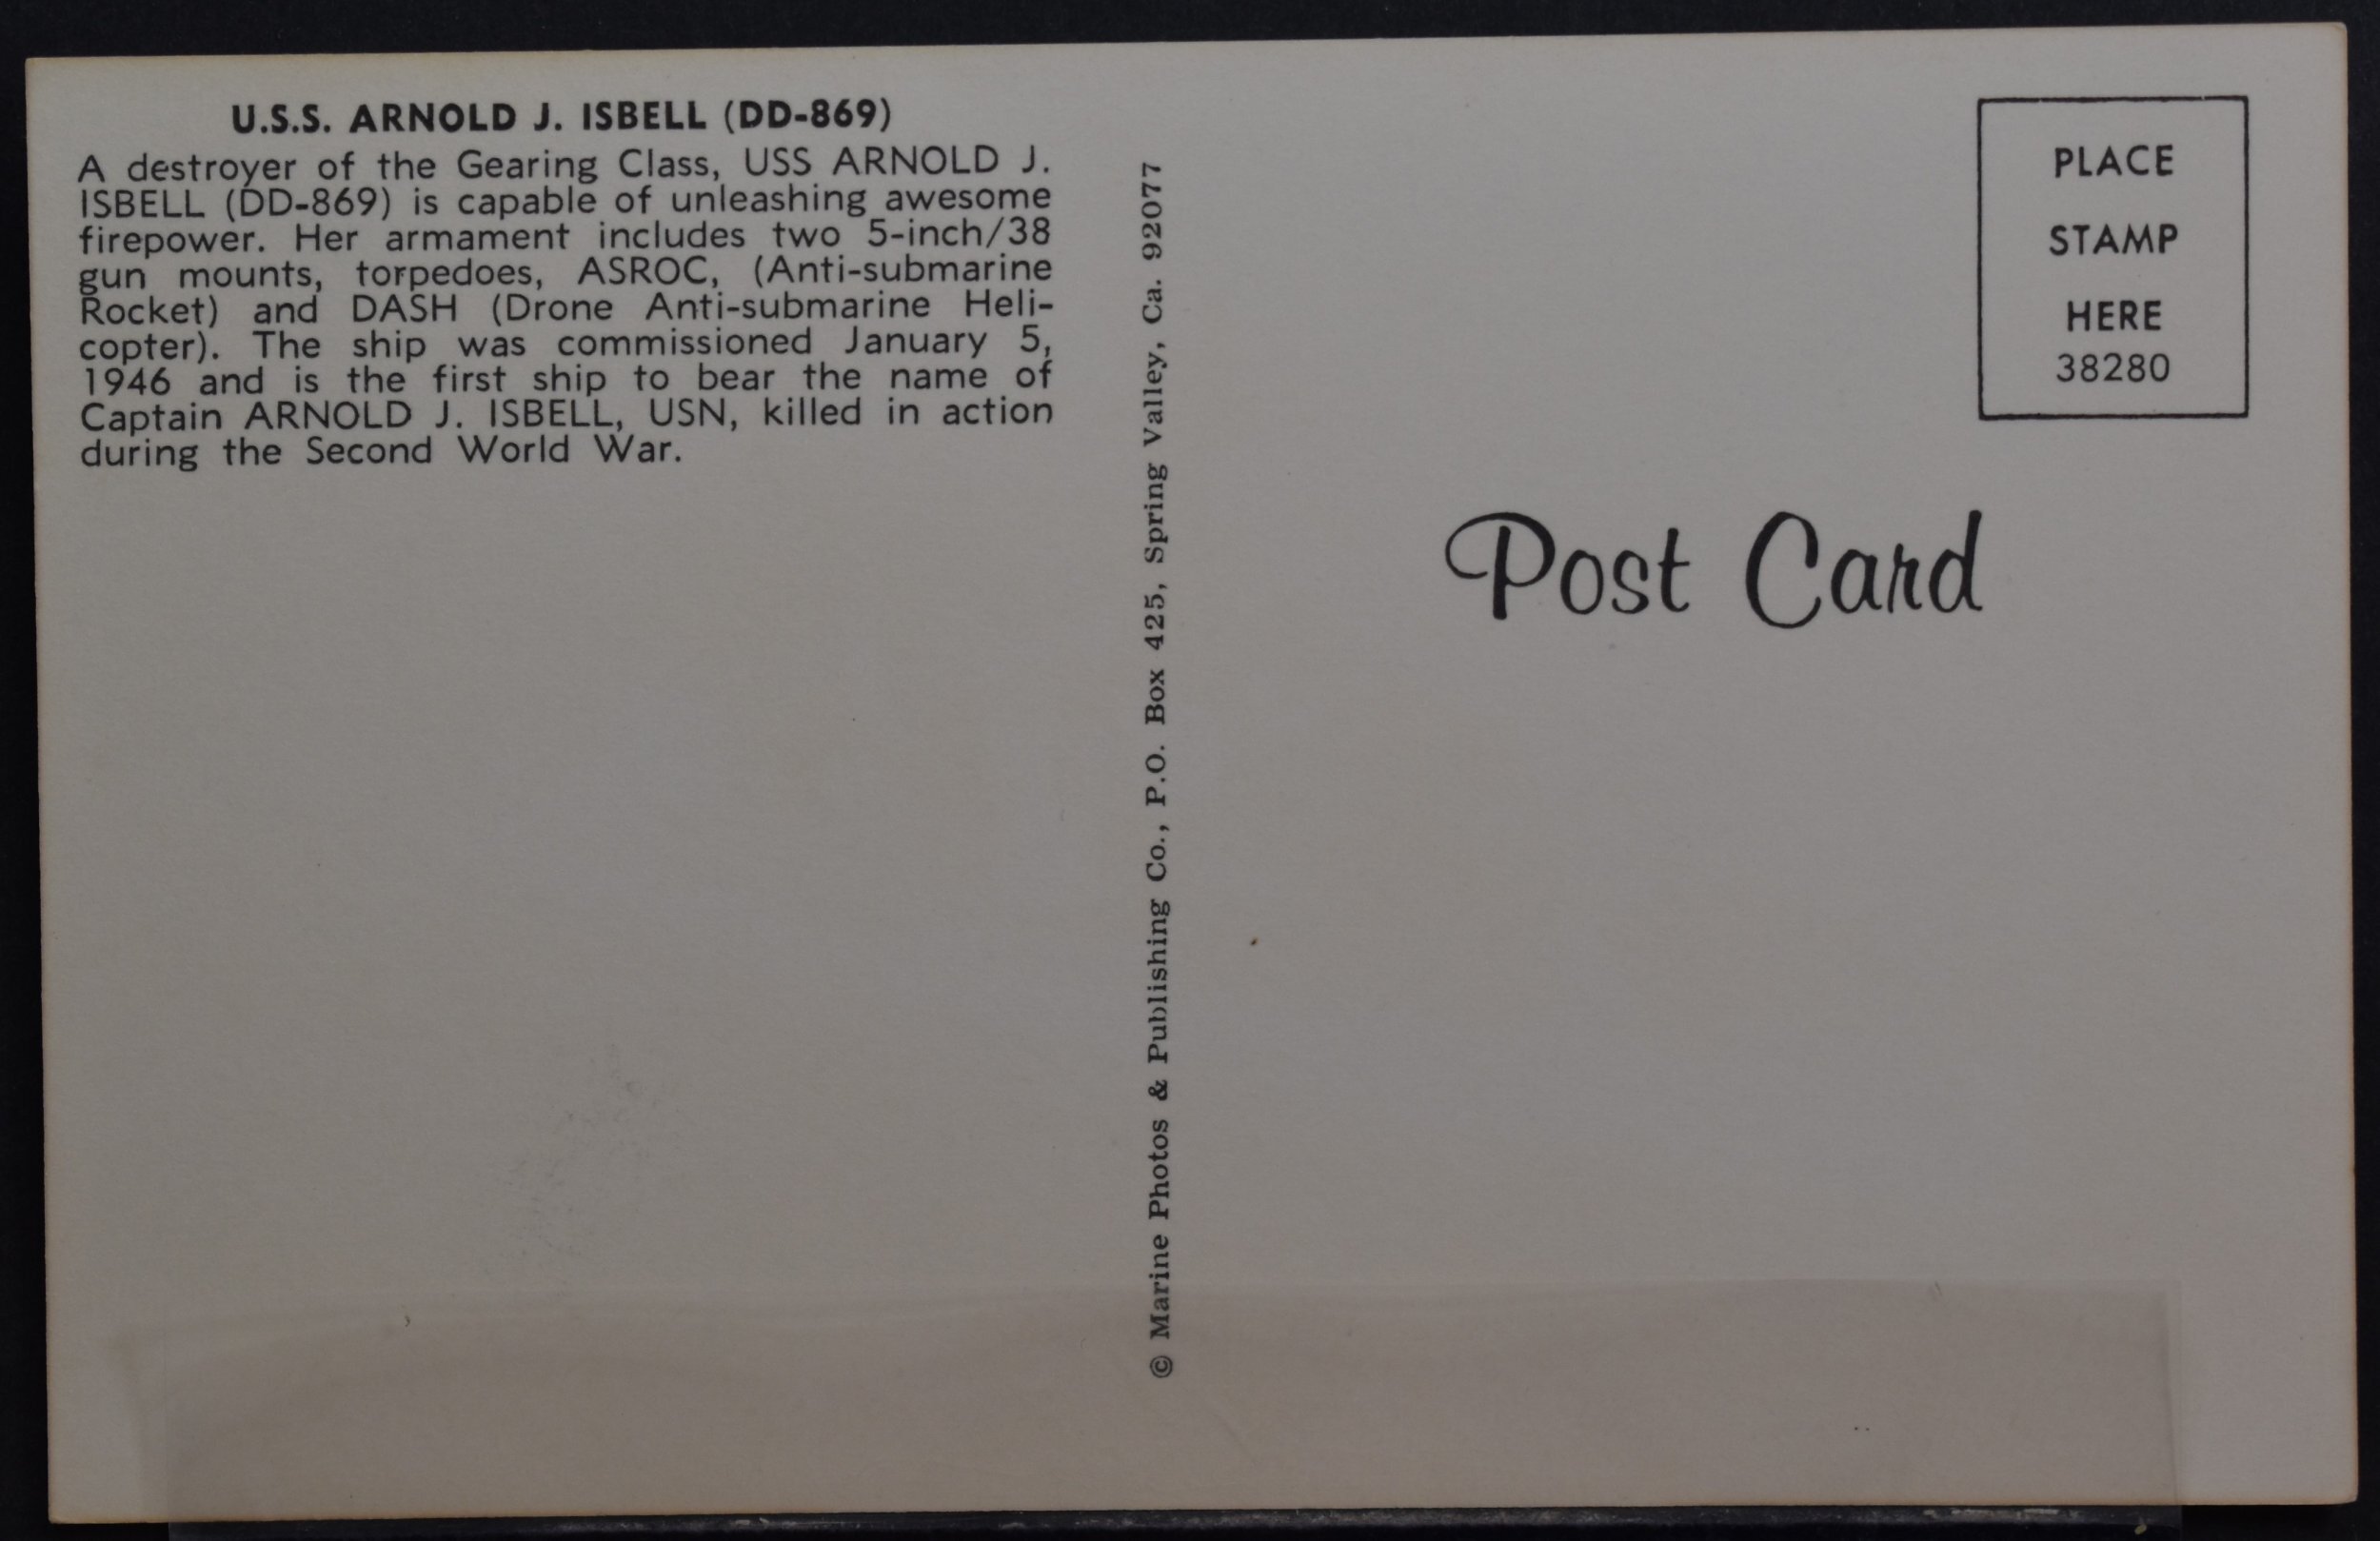 U.S.S. ARNOLD J. ISBELL (DD-869)
A destroyer of the Gearing Class, USS ARNOLD J.
ISBELL (DD-869) is capable of unleashing awesome
firepower. Her armament includes two 5-inch/38
gun mounts, torpedoes, ASROC, (Anti-submarine
Rocket) and DASH (Drone Anti-submarine Heli-
copter). The ship was commissioned January 5,
1946 and is the first ship to bear the name of
Captain ARNOLD J. ISBELL, USN, killed in action
during the Second World War.
© Marine Photos & Publishing Co., P.O. Box 425, Spring Valley, Ca. 92077
PLACE
STAMP
HERE
38280
Post Card